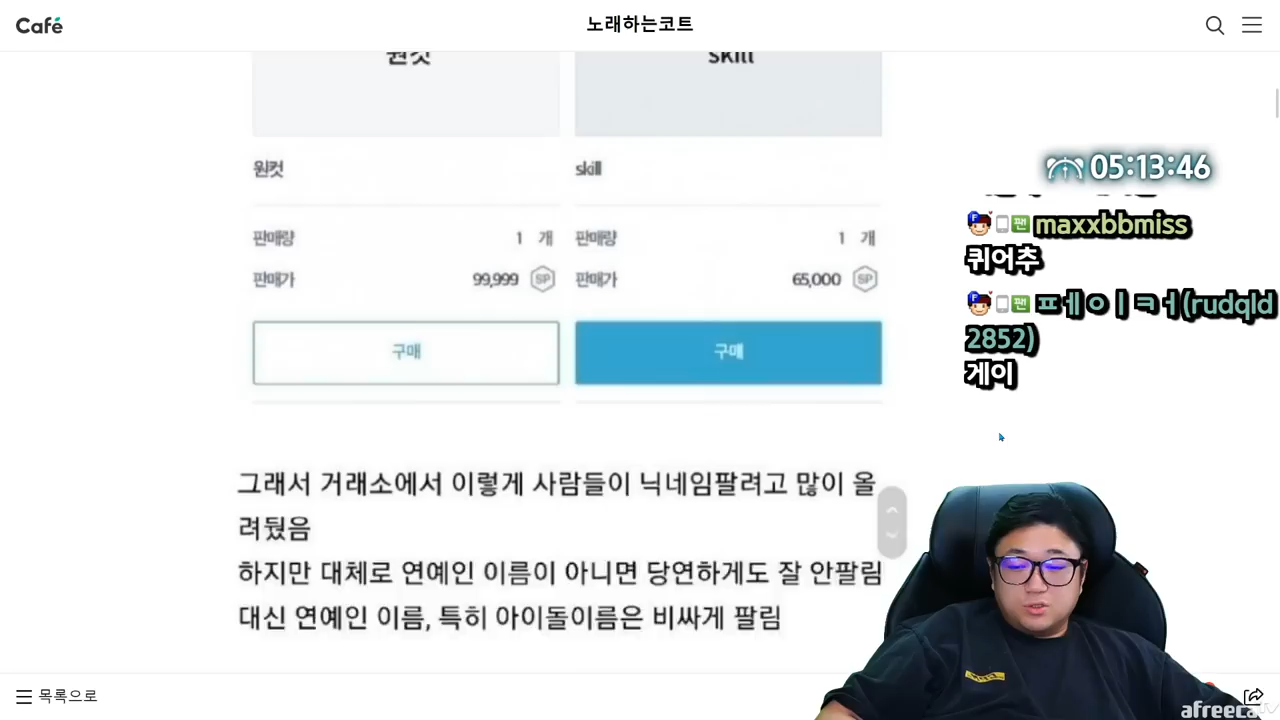 Café
노래하는코트
원컷
skill
원컷
skill
판매량
1 개
판매량
1 개
판매가
99,999
SP
판매가
65,000
SP
구매
구매
그래서 거래소에서 이렇게 사람들이 닉네임팔려고 많이 올
려뒀음
하지만 대체로 연예인 이름이 아니면 당연하게도 잘 안팔림
대신 연예인 이름, 특히 아이돌이름은 비싸게 팔림
05:13:46
F
팬
maxxbbmiss
퀴어추
F
팬
ㅍㅔㅇㅣㅋㅓ(rudqld
2852)
게이
목록으로
afreecaTV